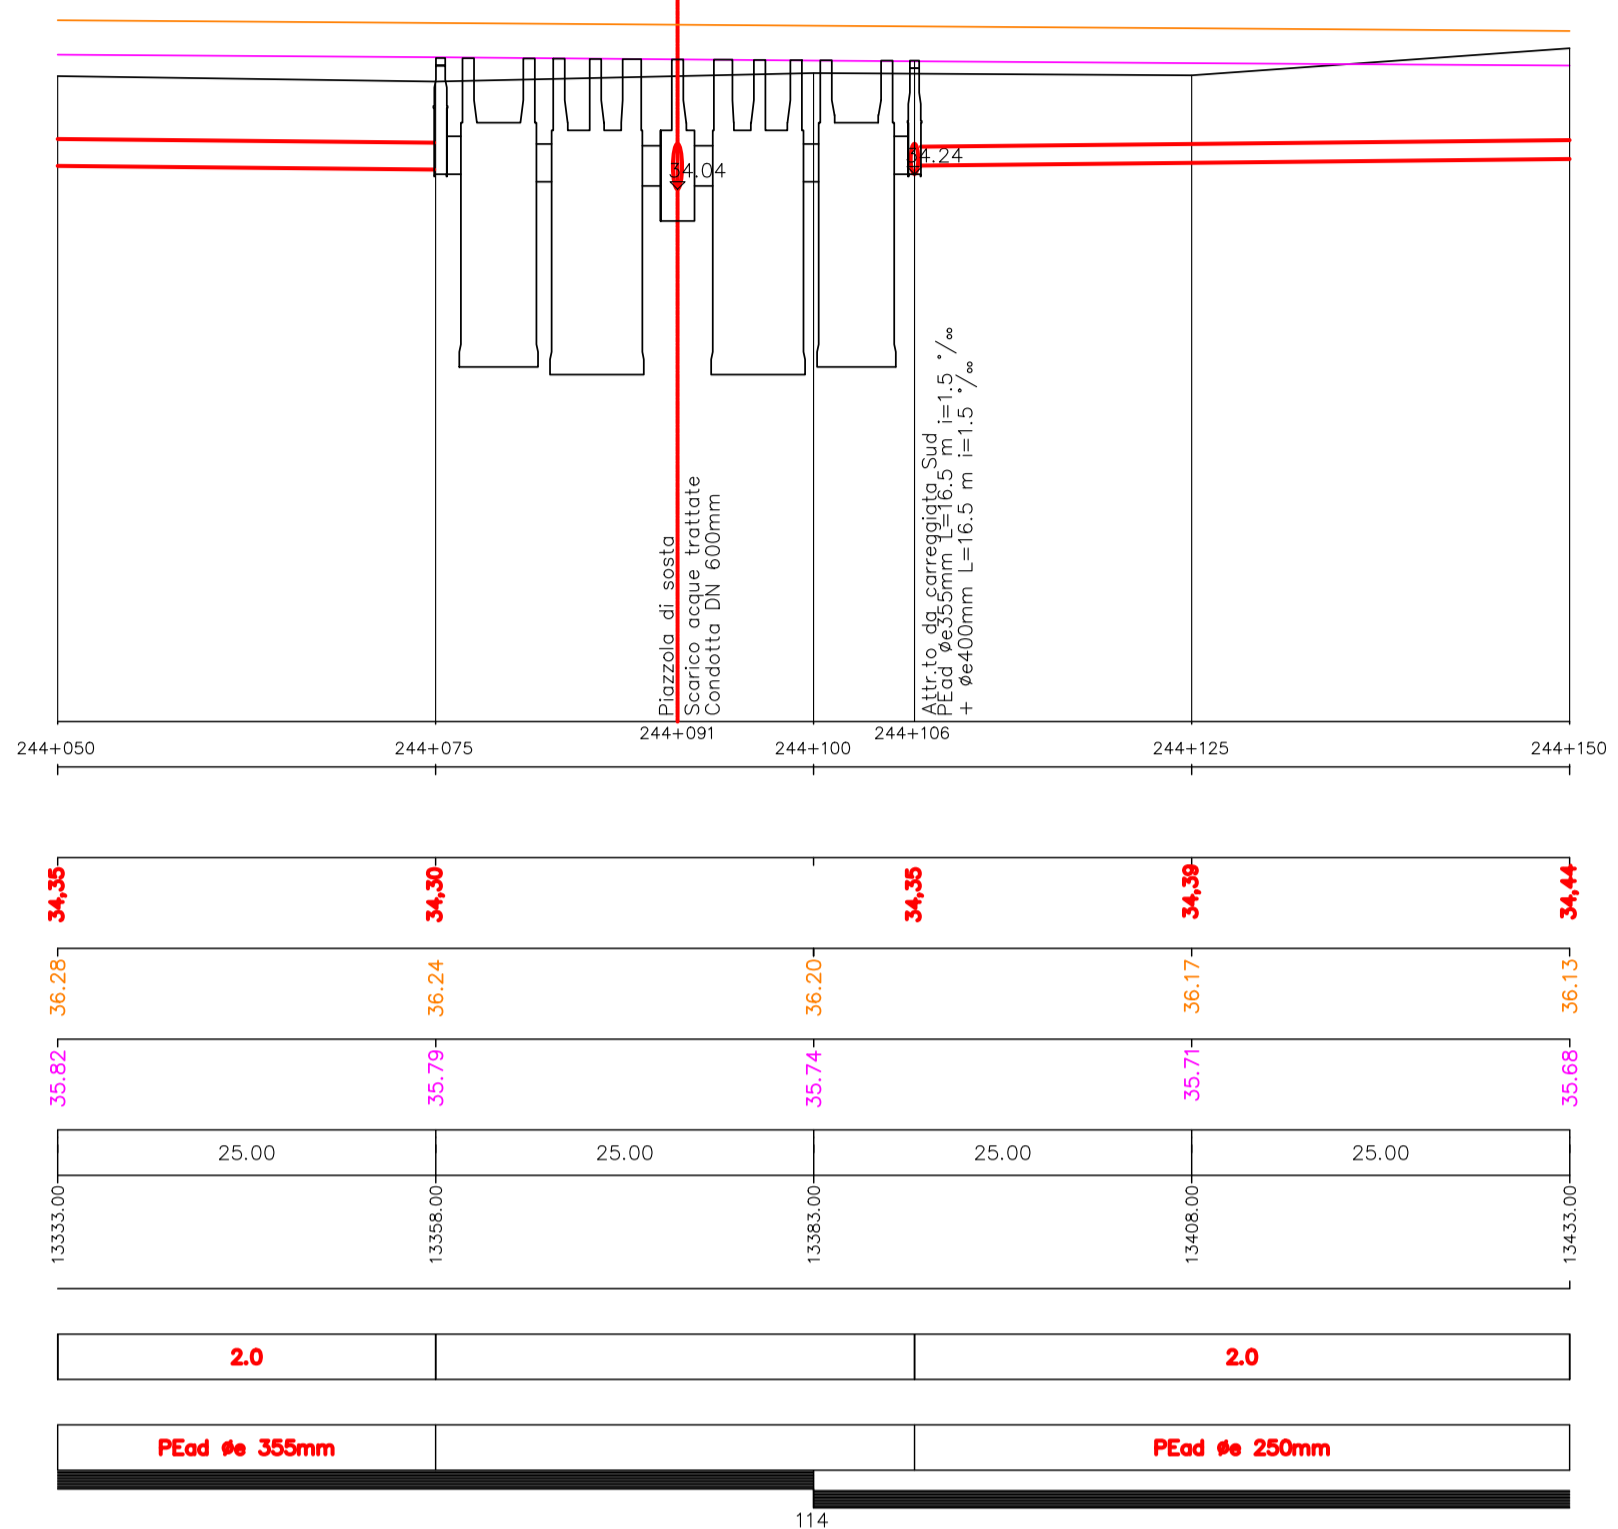 34.04
34.24
Piazzola di sosta
Scarico acque trattate
Condotta DN 600mm
Attr.to da carreggiata Sud
PEad øe355mm L=16.5 m i=1.5 °/∞
+ øe400mm L=16.5 m i=1.5 °/∞
244+050 244+075 244+091 244+100 244+106 244+125 244+150
34,35 34,30 34,35 34,39 34,44
36.28 36.24 36.20 36.17 36.13
35.82 35.79 35.74 35.71 35.68
25.00 25.00 25.00 25.00
13333.00 13358.00 13383.00 13408.00 13433.00
2.0 2.0
PEad øe 355mm PEad øe 250mm
114